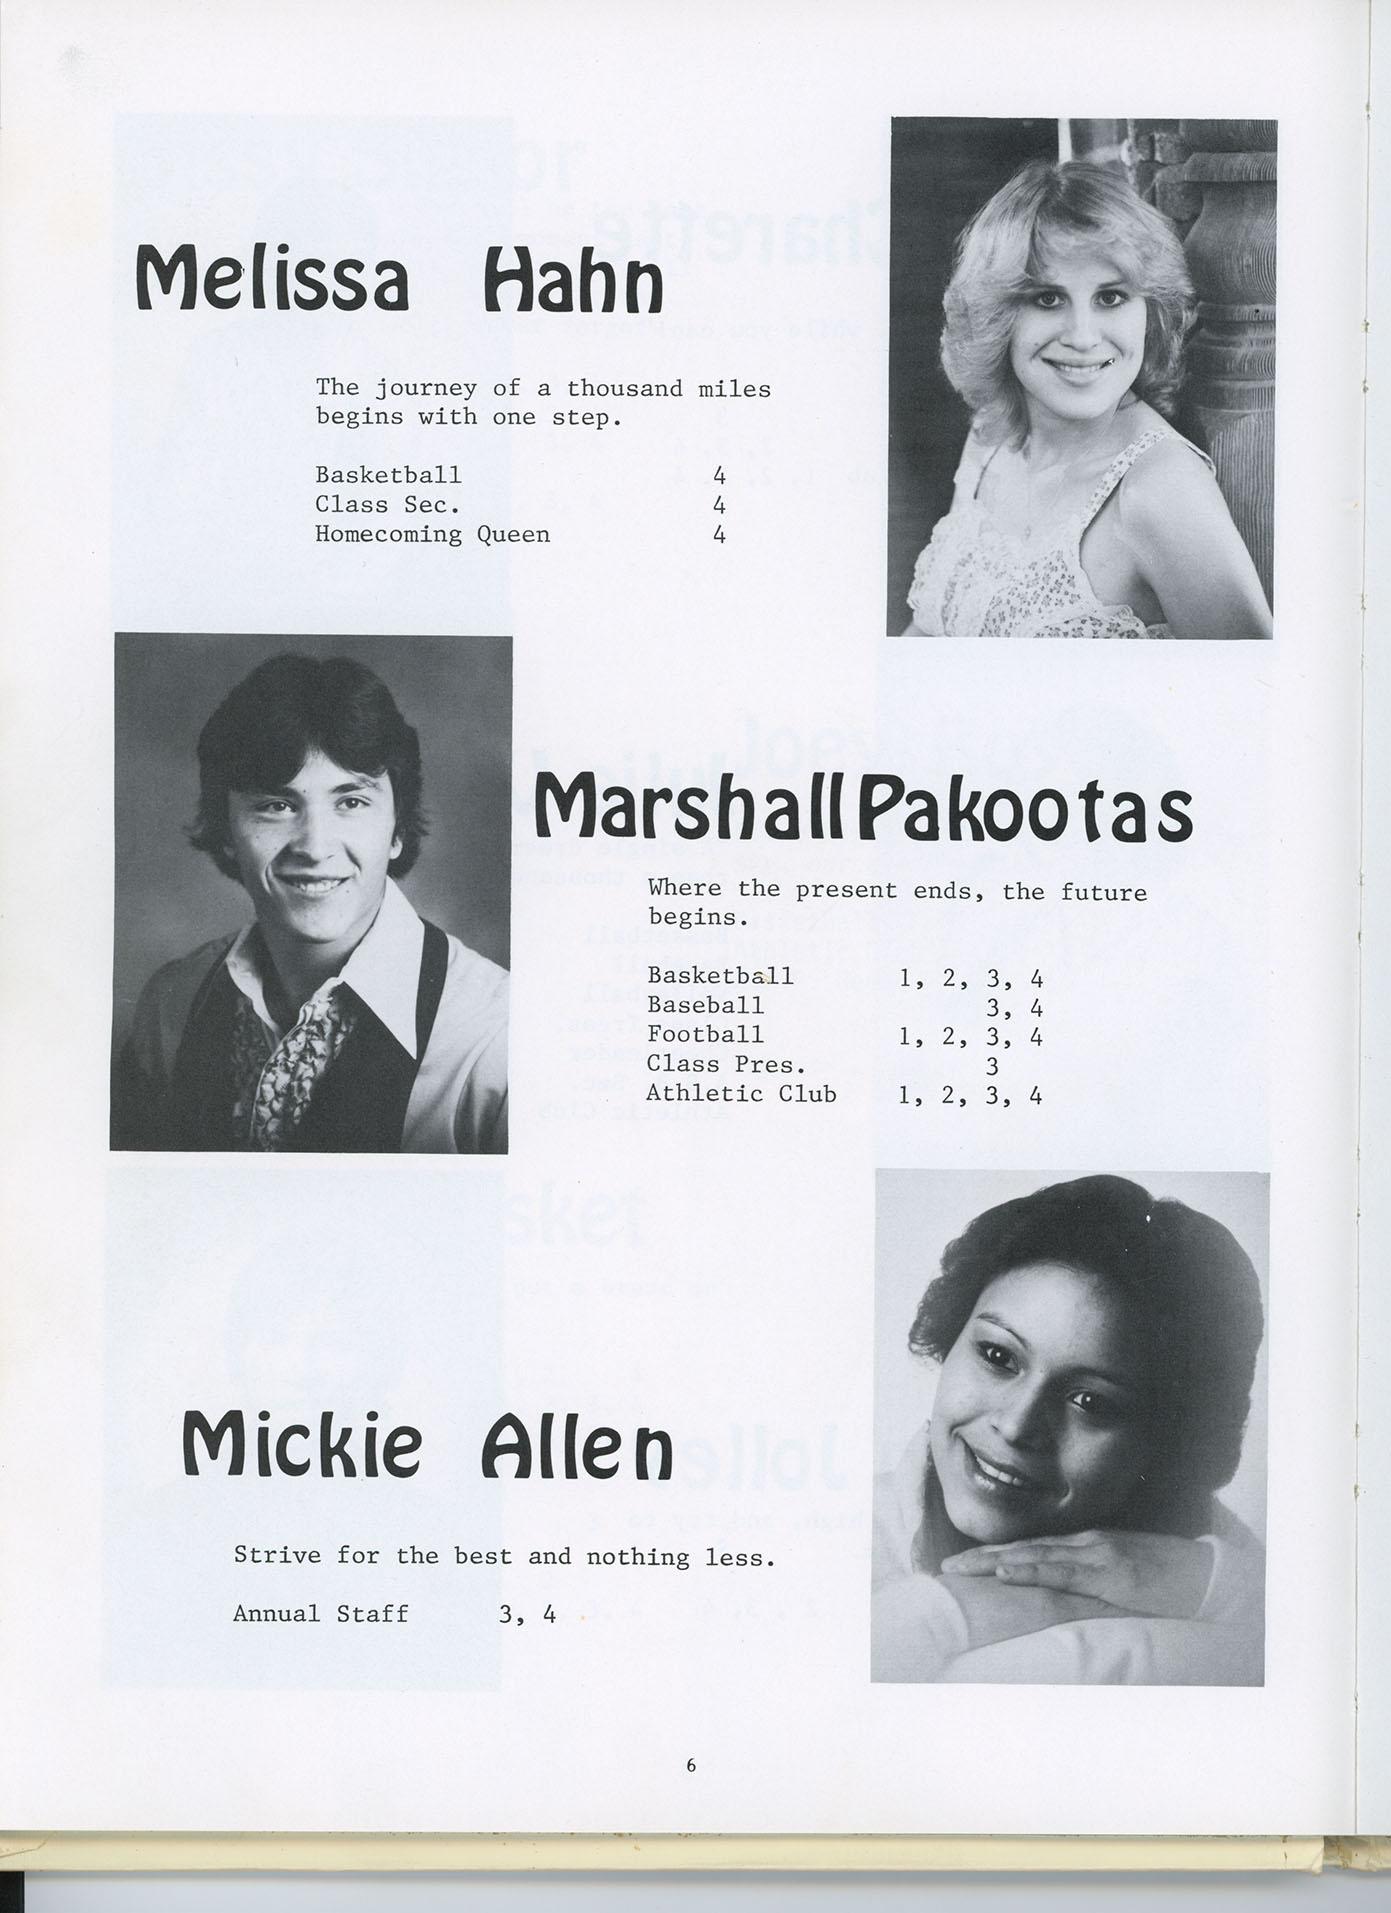 Melissa Hahn
The journey of a thousand miles
begins with one step.
Basketball 4
Class Sec. 4
Homecoming Queen 4
Marshall Pakootas
Where the present ends, the future
begins.
Basketball 1, 2, 3, 4
Baseball 3, 4
Football 1, 2, 3, 4
Class Pres. 3
Athletic Club 1, 2, 3, 4
Mickie Allen
Strive for the best and nothing less.
Annual Staff 3, 4
6